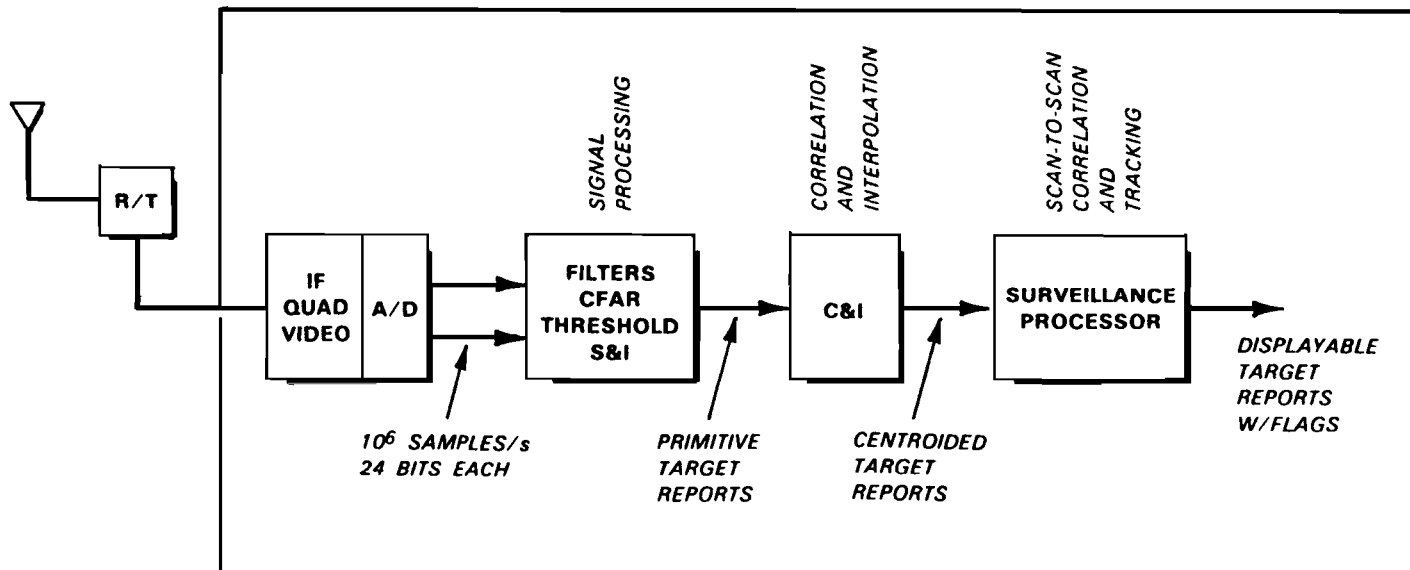 SIGNAL
PROCESSING
CORRELATION
AND
INTERPOLATION
SCAN-TO-SCAN
CORRELATION
AND
TRACKING
R/T
IF
QUAD
VIDEO
A/D
FILTERS
CFAR
THRESHOLD
S&I
C&I
SURVEILLANCE
PROCESSOR
10⁶ SAMPLES/s
24 BITS EACH
PRIMITIVE
TARGET
REPORTS
CENTROIDED
TARGET
REPORTS
DISPLAYABLE
TARGET
REPORTS
W/FLAGS